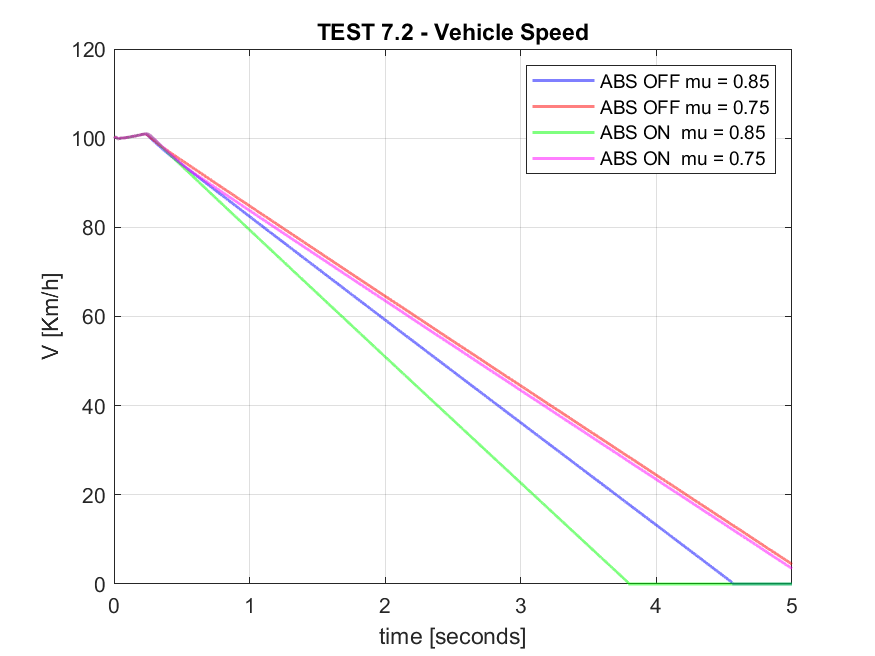 TEST 7.2 - Vehicle Speed
120
100
80
60
40
20
0
V [Km/h]
ABS OFF mu = 0.85
ABS OFF mu = 0.75
ABS ON  mu = 0.85
ABS ON  mu = 0.75
0 1 2 3 4 5
time [seconds]